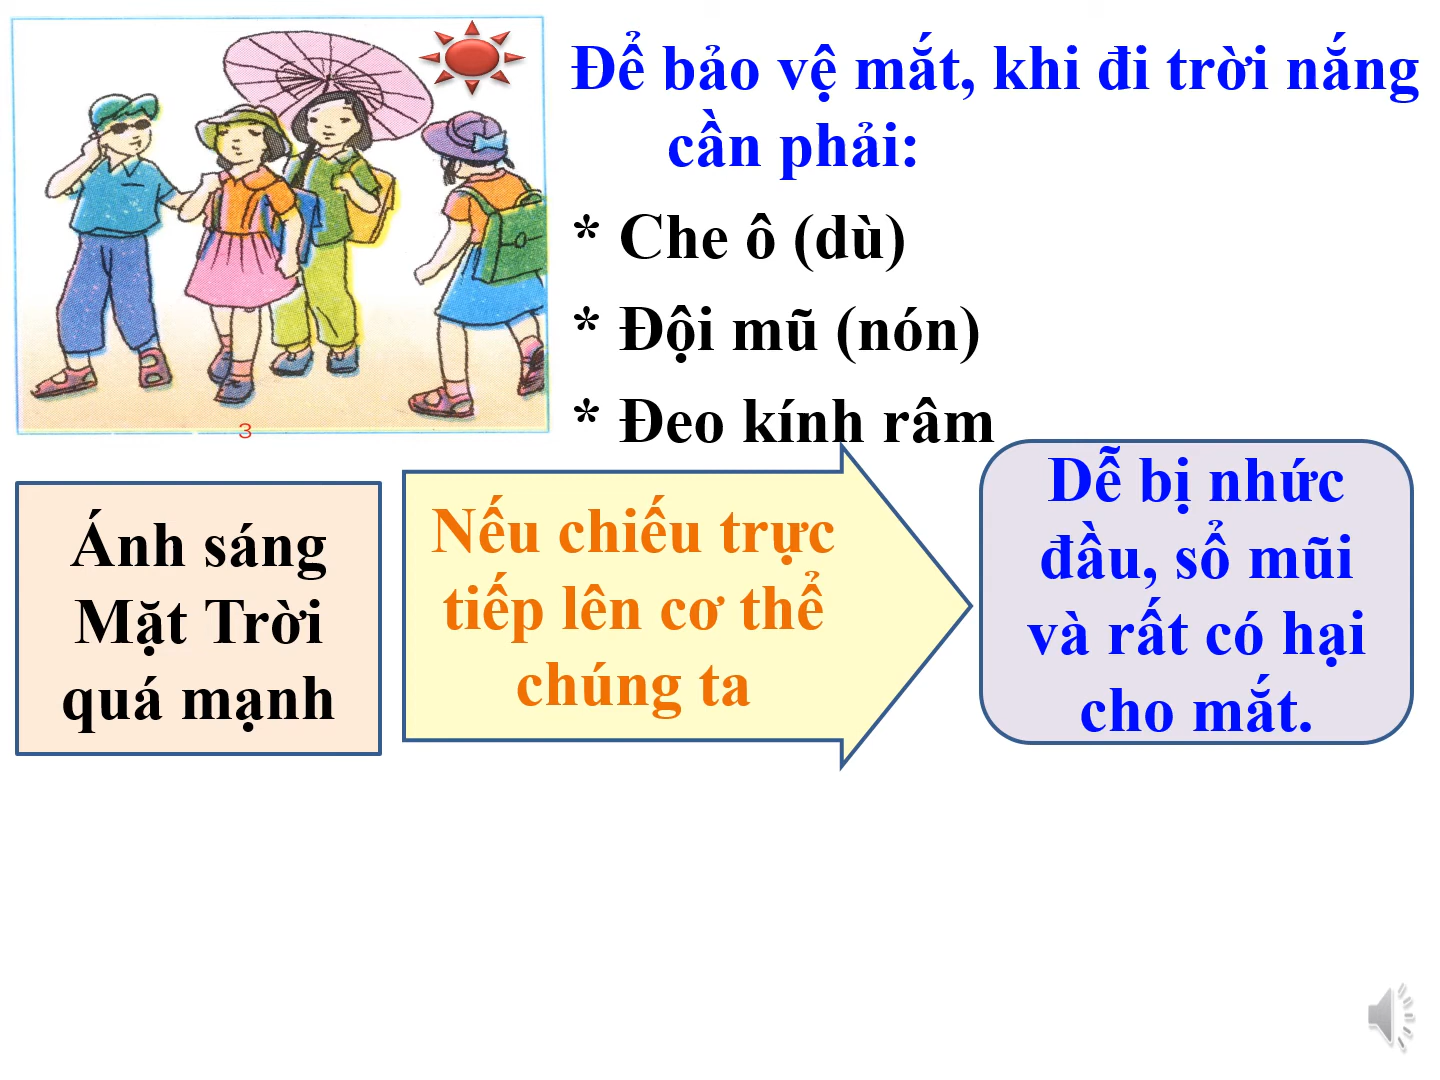 Để bảo vệ mắt, khi đi trời nắng
cần phải:
* Che ô (dù)
* Đội mũ (nón)
* Đeo kính râm
3
Ánh sáng
Mặt Trời
quá mạnh
Nếu chiếu trực
tiếp lên cơ thể
chúng ta
Dễ bị nhức
đầu, sổ mũi
và rất có hại
cho mắt.